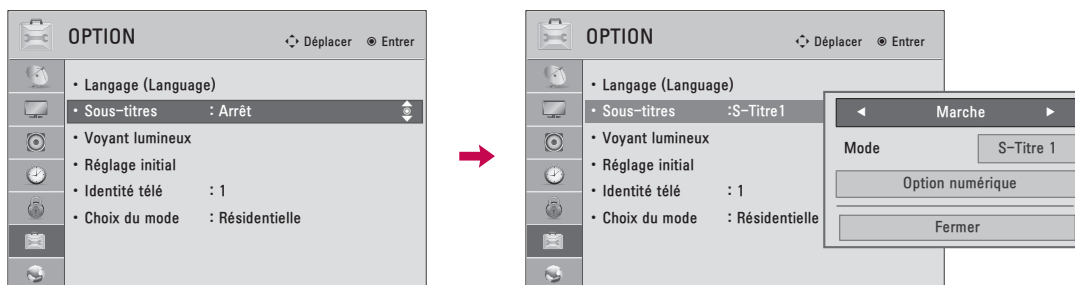 OPTION
Déplacer
Entrer
• Langage (Language)
• Sous-titres : Arrêt
• Voyant lumineux
• Réglage initial
• Identité télé : 1
• Choix du mode : Résidentielle
OPTION
Déplacer
Entrer
• Langage (Language)
• Sous-titres :S-Titre1
• Voyant lumineux
• Réglage initial
• Identité télé : 1
• Choix du mode : Résidentielle
◀ Marche ▶
Mode S-Titre 1
Option numérique
Fermer